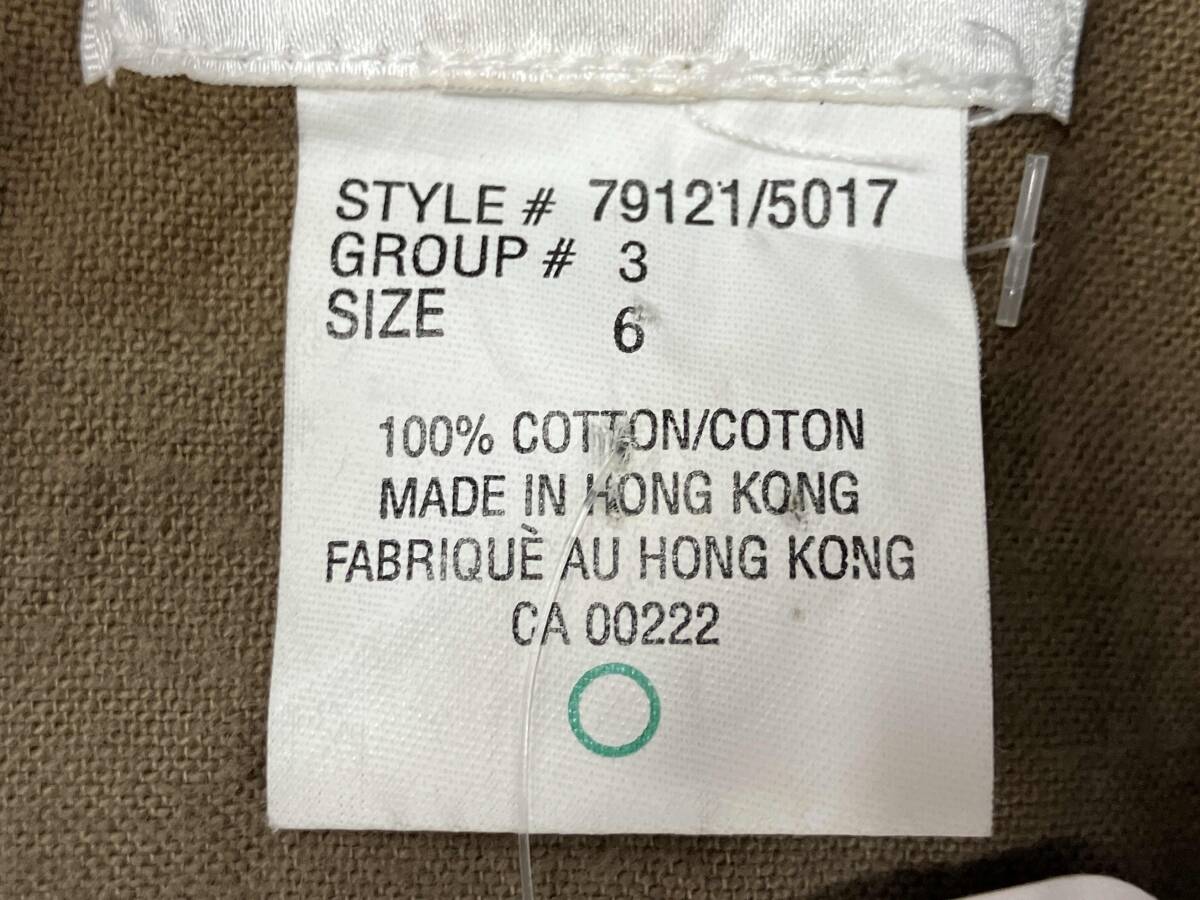 STYLE # 79121/5017
GROUP # 3
SIZE 6
100% COTTON/COTON
MADE IN HONG KONG
FABRIQUÈ AU HONG KONG
CA 00222